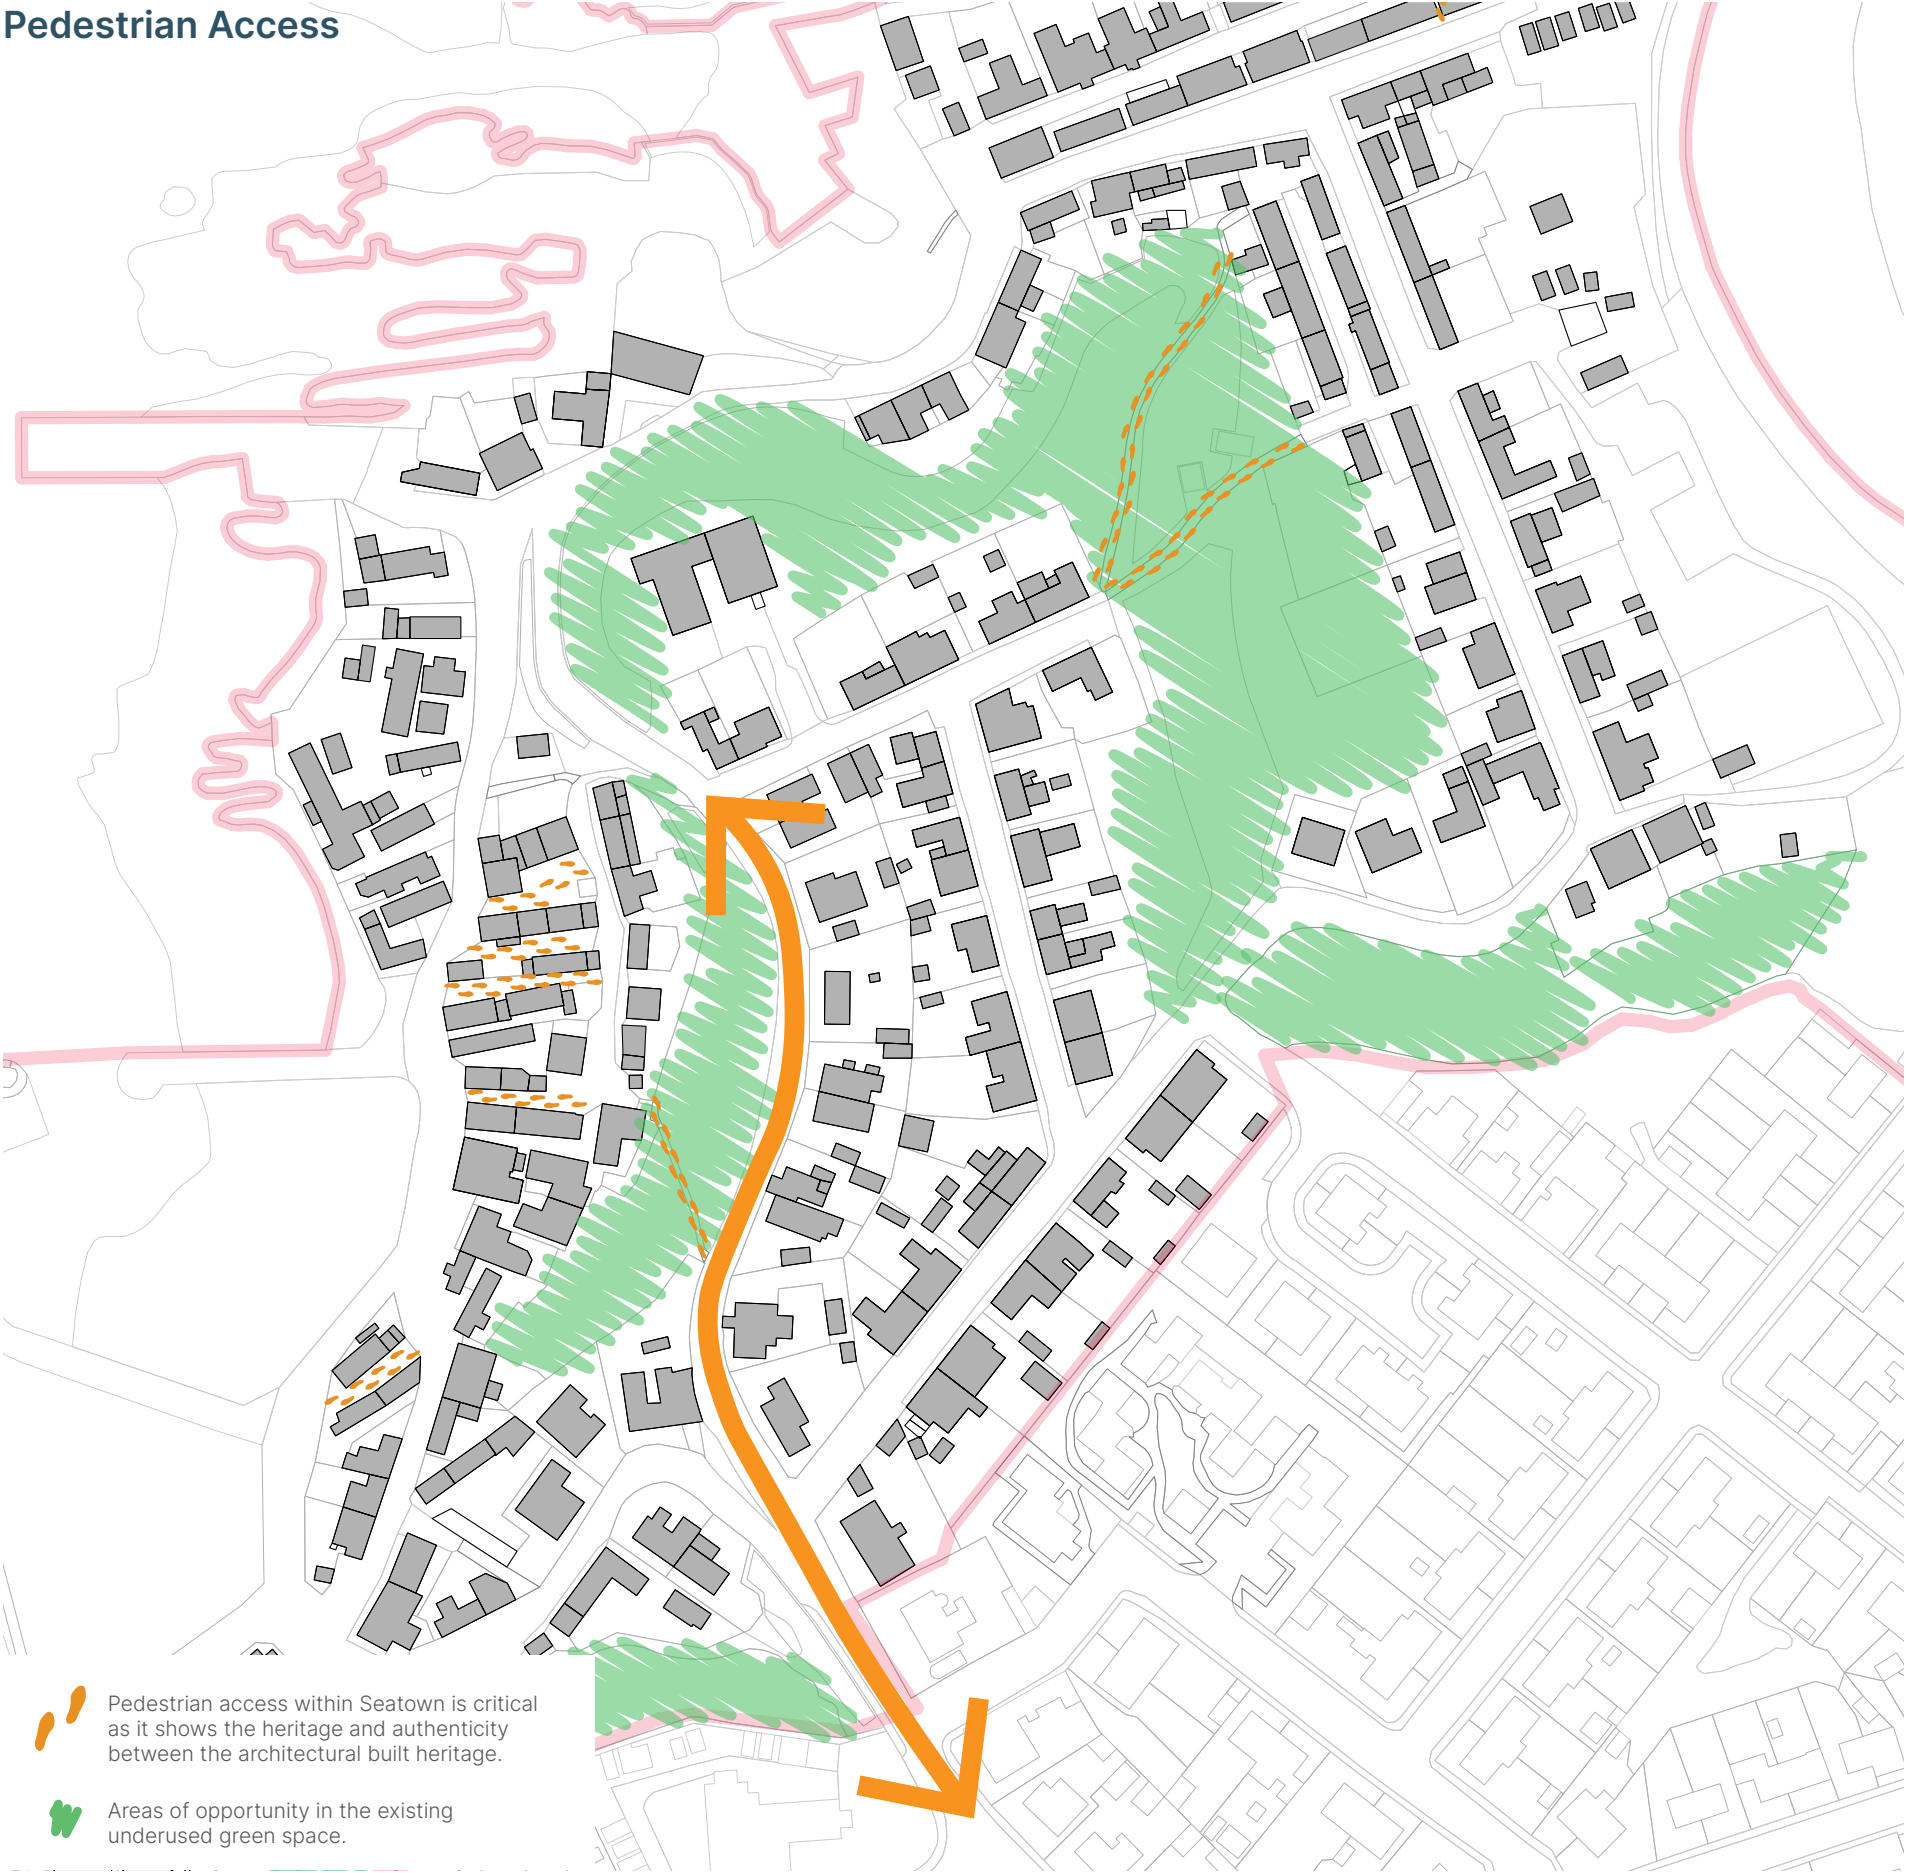 Pedestrian Access
Pedestrian access within Seatown is critical
as it shows the heritage and authenticity
between the architectural built heritage.
Areas of opportunity in the existing
underused green space.